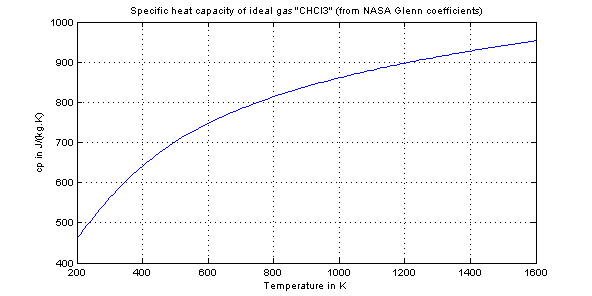 Specific heat capacity of ideal gas "CHCl3" (from NASA Glenn coefficients)
1000
900
800
700
600
500
400
cp in J/(kg.K)
200 400 600 800 1000 1200 1400 1600
Temperature in K